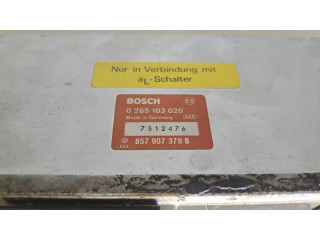 Nur in Verbindung mit
aL-Schalter
BOSCH
0 265 103 020
Made in Germany
7512476
857 907 379 B